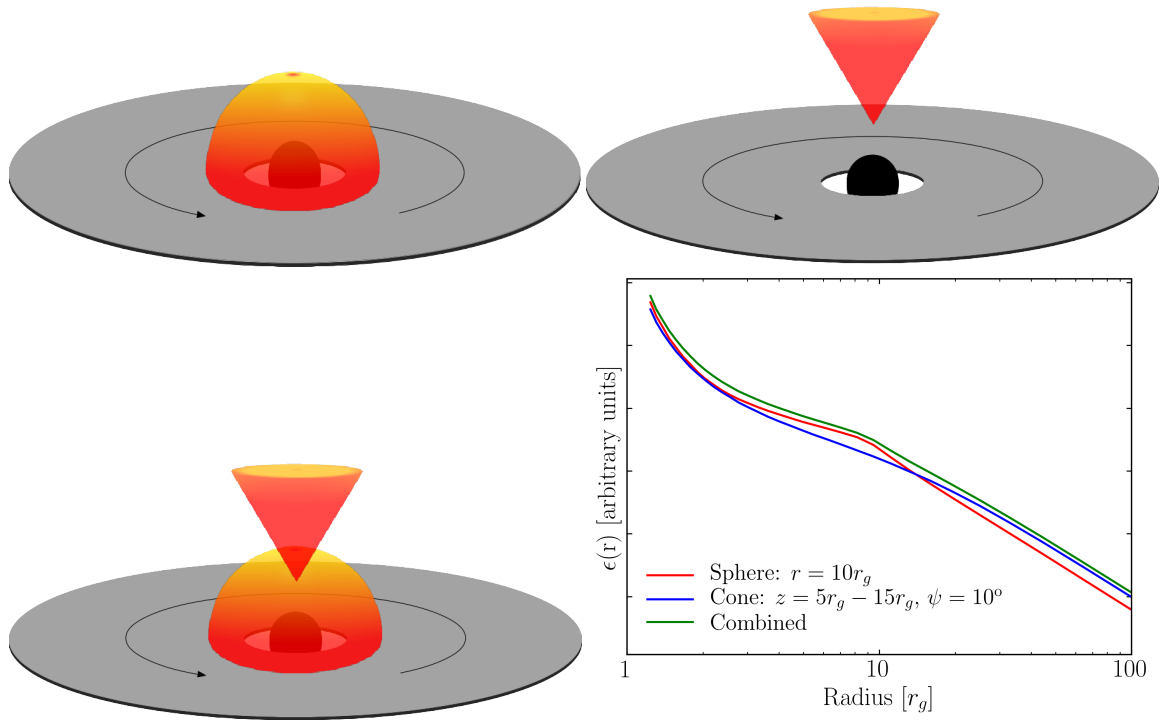 ϵ(r) [arbitrary units]
Sphere: r = 10r_g
Cone: z = 5r_g − 15r_g, ψ = 10°
Combined
1 10 100
Radius [r_g]